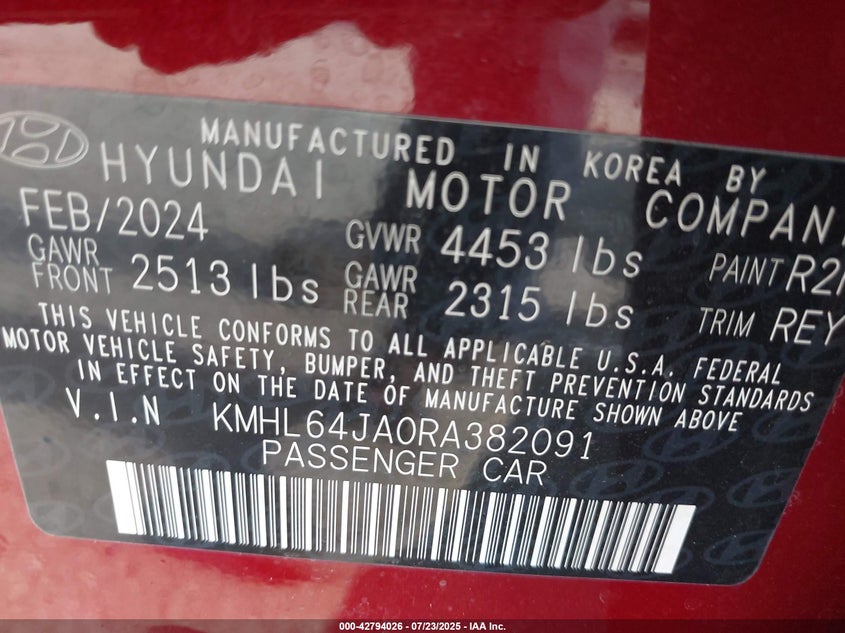 MANUFACTURED IN KOREA BY
HYUNDAI MOTOR COMPANY
FEB/2024 GVWR 4453 lbs PAINT
GAWR FRONT 2513 lbs GAWR REAR 2315 lbs TRIM REY
THIS VEHICLE CONFORMS TO ALL APPLICABLE U.S.A. FEDERAL
MOTOR VEHICLE SAFETY, BUMPER, AND THEFT PREVENTION STANDARDS
IN EFFECT ON THE DATE OF MANUFACTURE SHOWN ABOVE
V.I.N KMHL64JA0RA382091
PASSENGER CAR
000-42794026 - 07/23/2025 - IAA Inc.